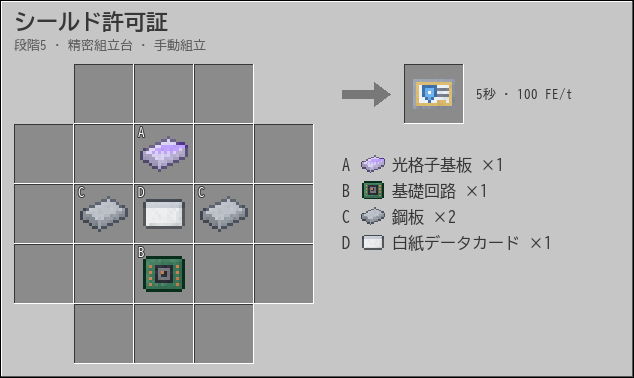 シールド許可証
段階5 · 精密組立台 · 手動組立
A
C
D
C
B
5秒 · 100 FE/t
A 光格子基板 ×1
B 基礎回路 ×1
C 鋼板 ×2
D 白紙データカード ×1